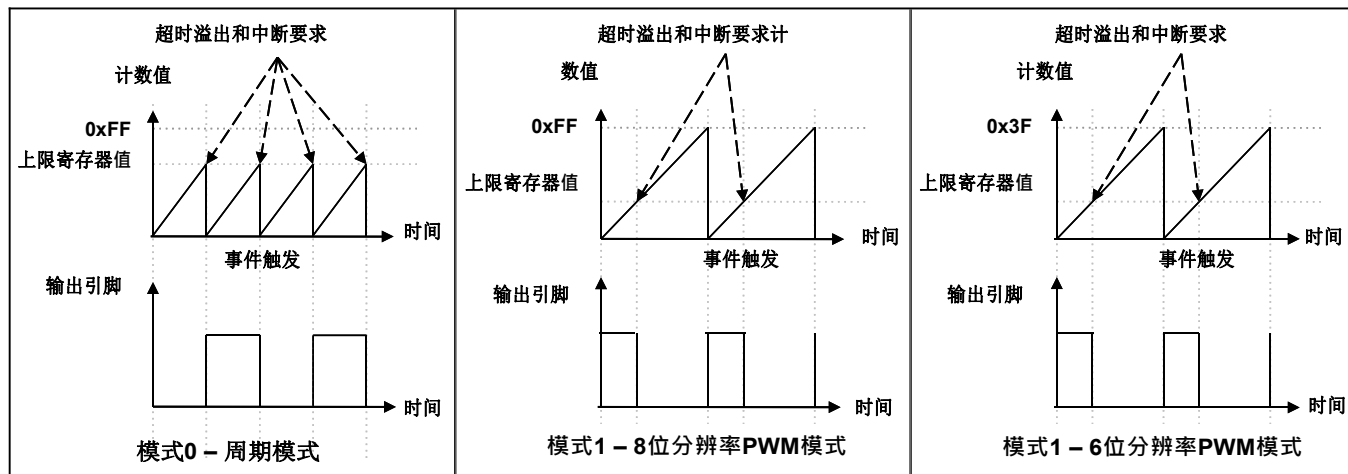 超时溢出和中断要求
计数值
0xFF
上限寄存器值
时间
事件触发
输出引脚
时间
模式0 – 周期模式
超时溢出和中断要求计
数值
0xFF
上限寄存器值
时间
事件触发
输出引脚
时间
模式1 – 8位分辨率PWM模式
超时溢出和中断要求
计数值
0x3F
上限寄存器值
时间
事件触发
输出引脚
时间
模式1 – 6位分辨率PWM模式